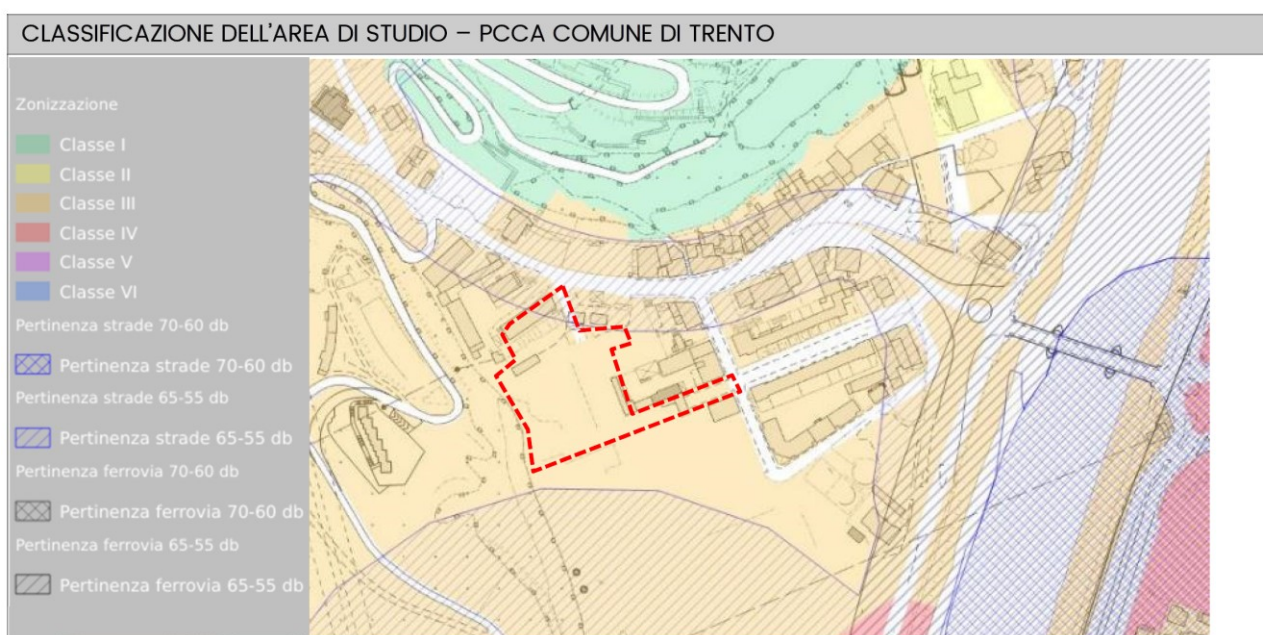 CLASSIFICAZIONE DELL'AREA DI STUDIO – PCCA COMUNE DI TRENTO
Zonizzazione
Classe I
Classe II
Classe III
Classe IV
Classe V
Classe VI
Pertinenza strade 70-60 db
Pertinenza strade 70-60 db
Pertinenza strade 65-55 db
Pertinenza strade 65-55 db
Pertinenza ferrovia 70-60 db
Pertinenza ferrovia 70-60 db
Pertinenza ferrovia 65-55 db
Pertinenza ferrovia 65-55 db